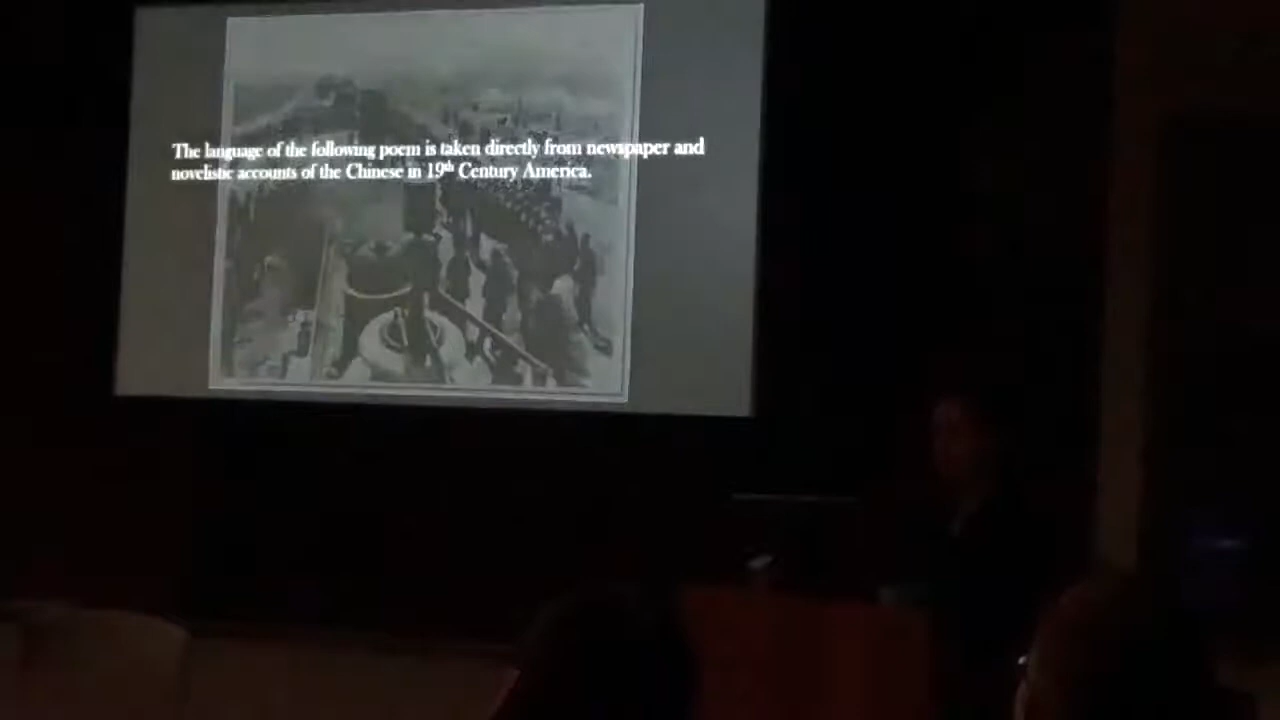 The language of the following poem is taken directly from newspaper and
novelistic accounts of the Chinese in 19th Century America.